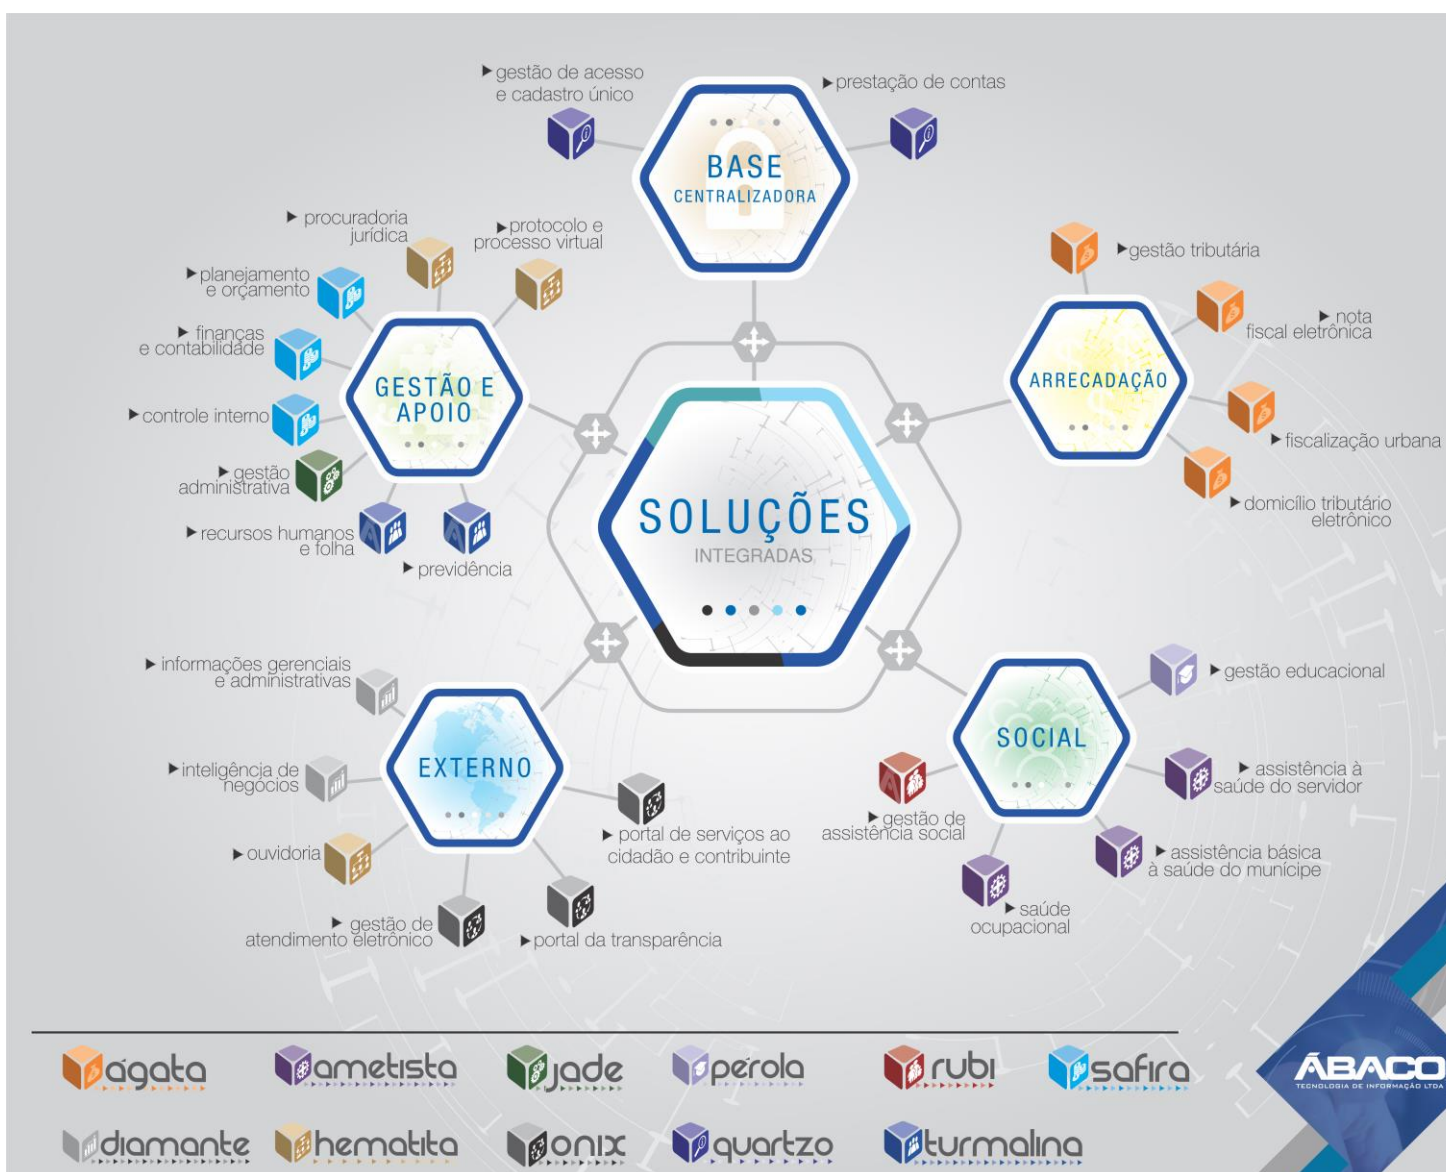 gestão de acesso
e cadastro único
prestação de contas
BASE
CENTRALIZADORA
procuradoria
jurídica
protocolo e
processo virtual
planejamento
e orçamento
finanças
e contabilidade
controle interno
gestão
administrativa
recursos humanos
e folha
previdência
GESTÃO E
APOIO
gestão tributária
nota
fiscal eletrônica
fiscalização urbana
domicílio tributário
eletrônico
ARRECADAÇÃO
SOLUÇÕES
INTEGRADAS
informações gerenciais
e administrativas
inteligência de
negócios
ouvidoria
gestão de
atendimento eletrônico
portal da transparência
portal de serviços ao
cidadão e contribuinte
EXTERNO
gestão educacional
assistência à
saúde do servidor
assistência básica
à saúde do munícipe
saúde
ocupacional
gestão de
assistência social
SOCIAL
ágata
ametista
jade
pérola
rubi
safira
diamante
hematita
onix
quartzo
turmalina
ÁBACO
TECNOLOGIA DE INFORMAÇÃO LTDA